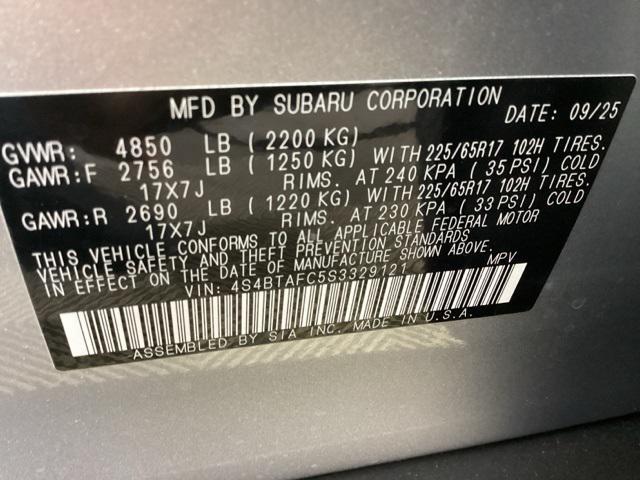 MFD BY SUBARU CORPORATION DATE: 09/25
GVWR: 4850 LB (2200 KG)
GAWR:F 2756 LB (1250 KG) WITH 225/65R17 102H TIRES.
17X7J RIMS. AT 240 KPA (35 PSI) COLD
GAWR:R 2690 LB (1220 KG) WITH 225/65R17 102H TIRES.
17X7J RIMS. AT 230 KPA (33 PSI) COLD
THIS VEHICLE CONFORMS TO ALL APPLICABLE FEDERAL MOTOR
VEHICLE SAFETY AND THEFT PREVENTION STANDARDS
IN EFFECT ON THE DATE OF MANUFACTURE SHOWN ABOVE.
VIN: 4S4BTAFC5S3329121 MPV
ASSEMBLED BY SIA INC. MADE IN U.S.A.